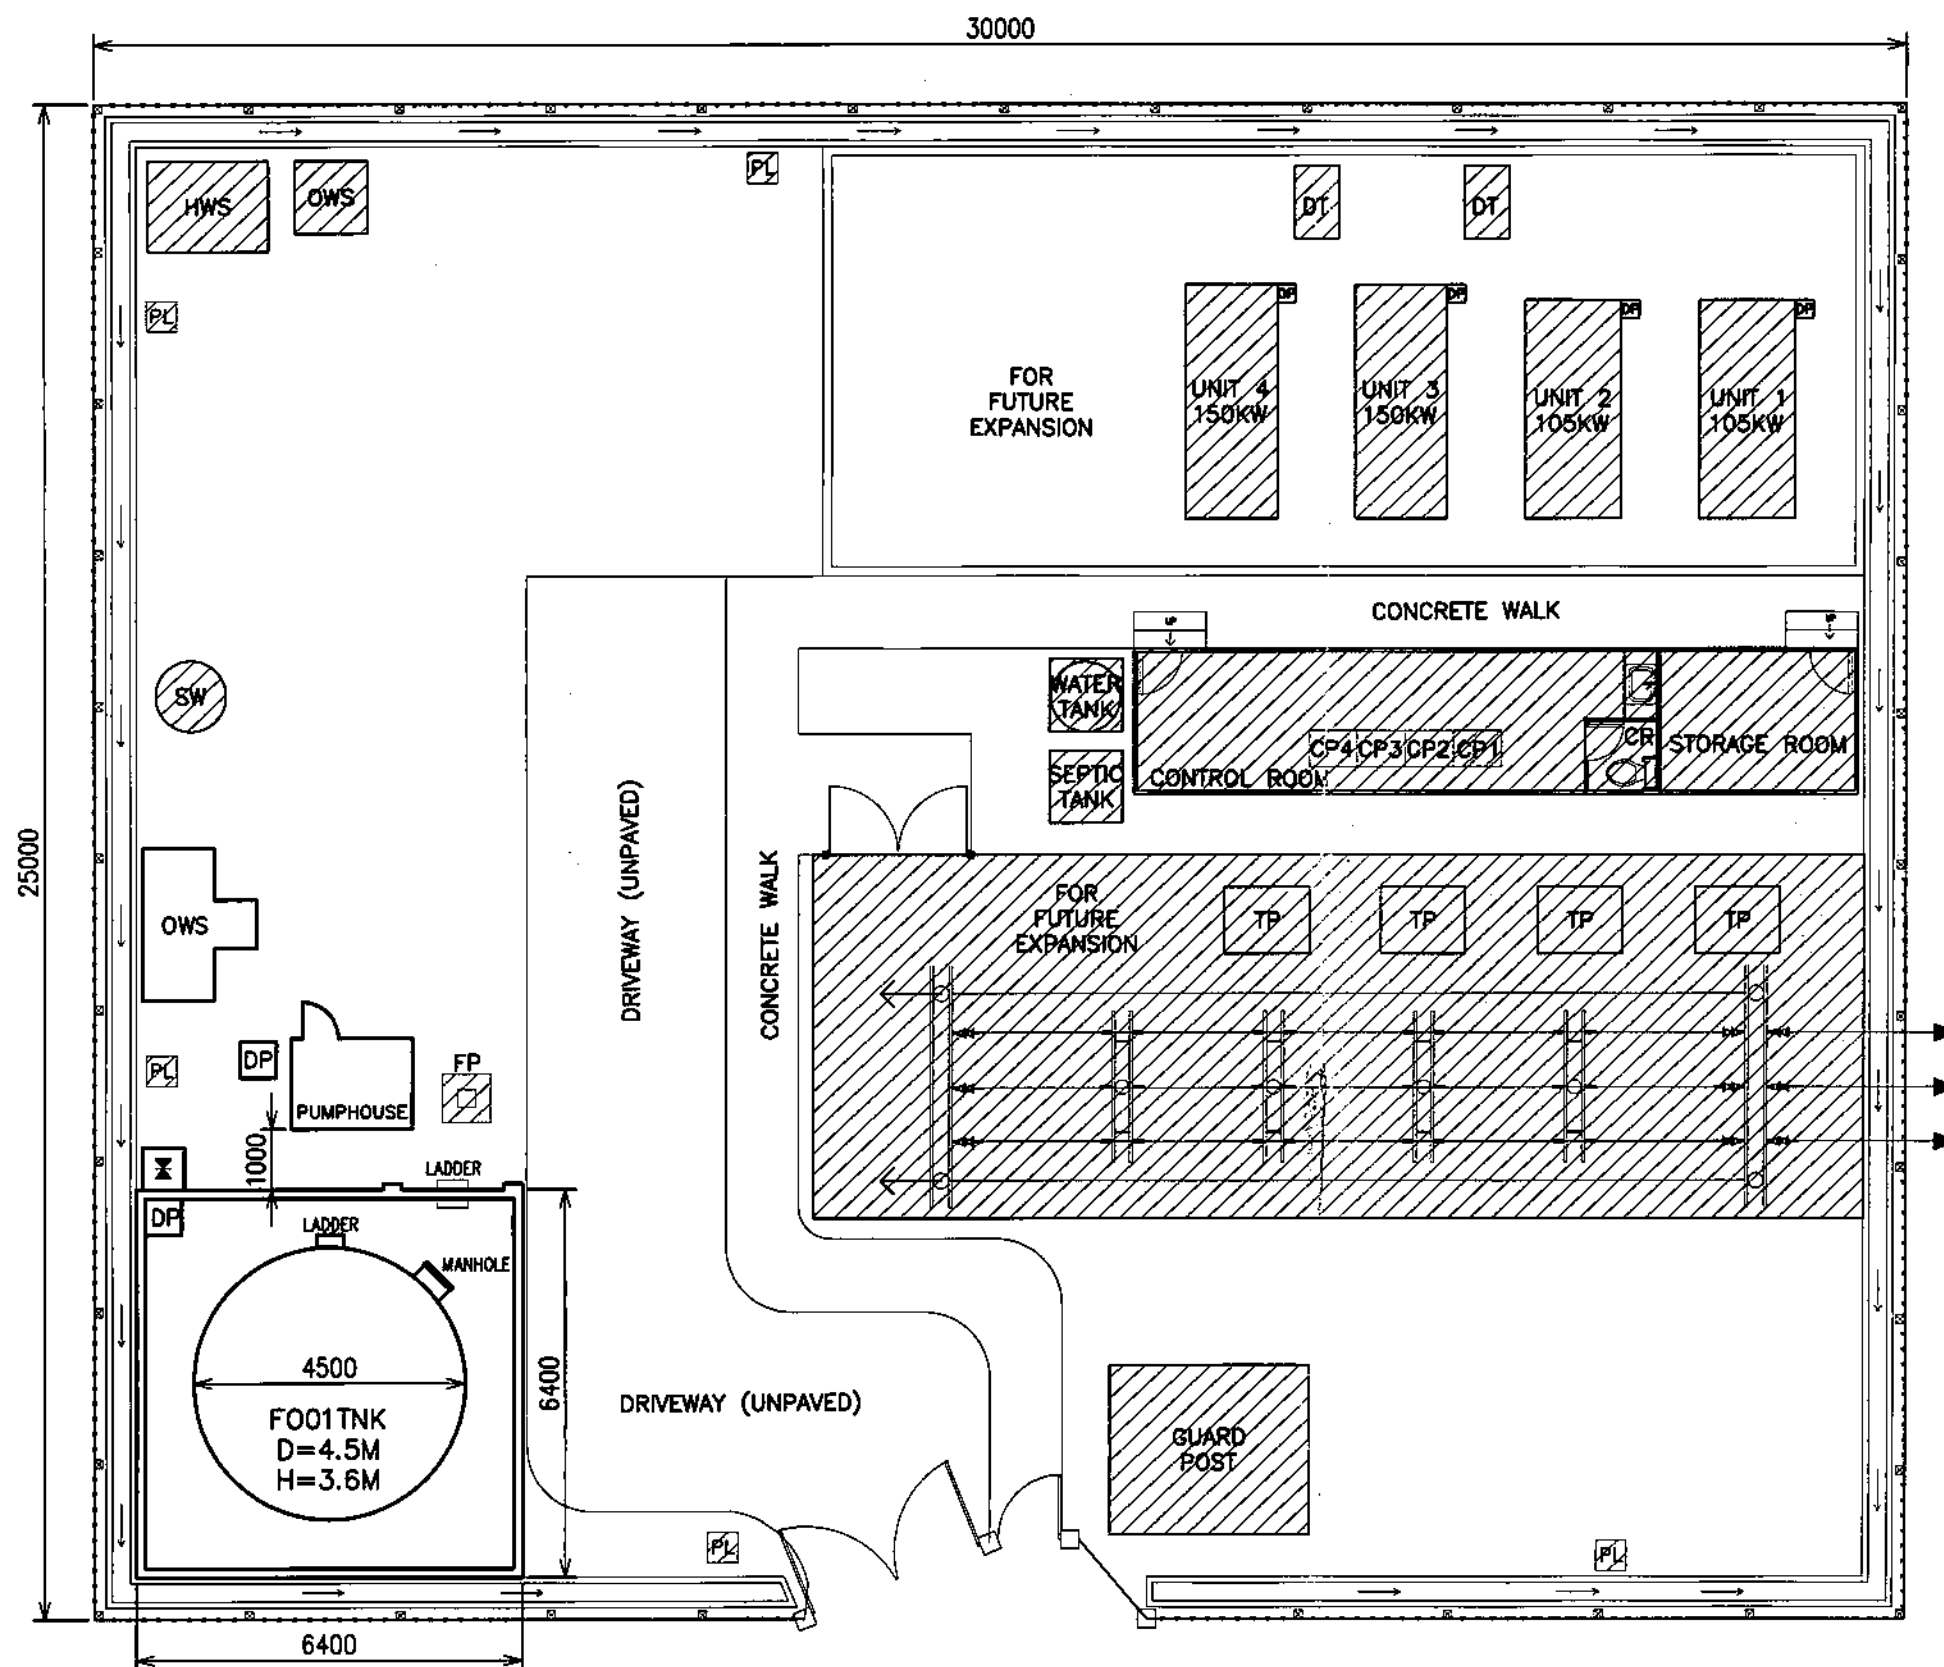 30000
HWS
OWS
PL
DT
DT
PL
DP
DP
DP
DP
FOR
FUTURE
EXPANSION
UNIT 4
150KW
UNIT 3
150KW
UNIT 2
105KW
UNIT 1
105KW
CONCRETE WALK
UP
UP
SW
WATER
TANK
CP4
CP3
CP2
CP1
CR
STORAGE ROOM
SEPTIC
TANK
CONTROL ROOM
25000
DRIVEWAY (UNPAVED)
CONCRETE WALK
OWS
FOR
FUTURE
EXPANSION
TP
TP
TP
TP
PL
DP
FP
PUMPHOUSE
1000
LADDER
DP
LADDER
MANHOLE
4500
6400
DRIVEWAY (UNPAVED)
FO01TNK
D=4.5M
H=3.6M
GUARD
POST
PL
PL
6400